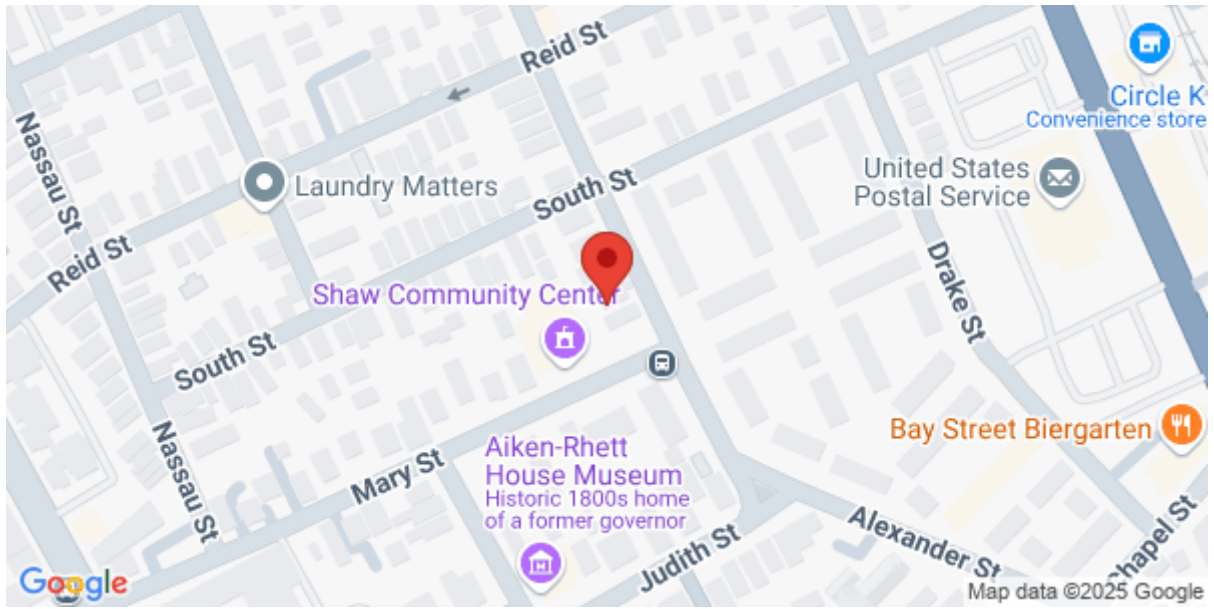 Reid St
Circle K
Convenience store
Nassau St
Laundry Matters
United States
Postal Service
South St
Reid St
Drake St
Shaw Community Center
South St
Bay Street Biergarten
Nassau St
Mary St
Aiken-Rhett
House Museum
Historic 1800s home
of a former governor
Alexander St
Chapel St
Judith St
Google
Map data ©2025 Google